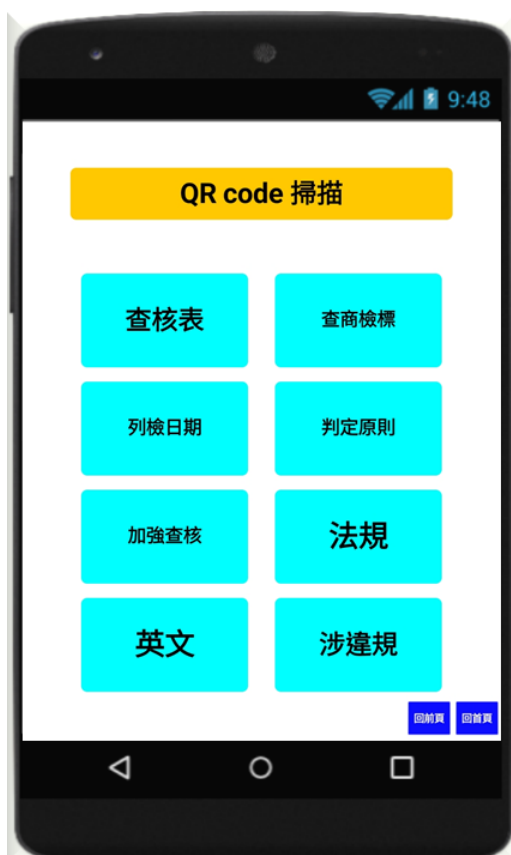 9:48
QR code 掃描
查核表
查商檢標
列檢日期
判定原則
加強查核
法規
英文
涉違規
回前頁
回首頁